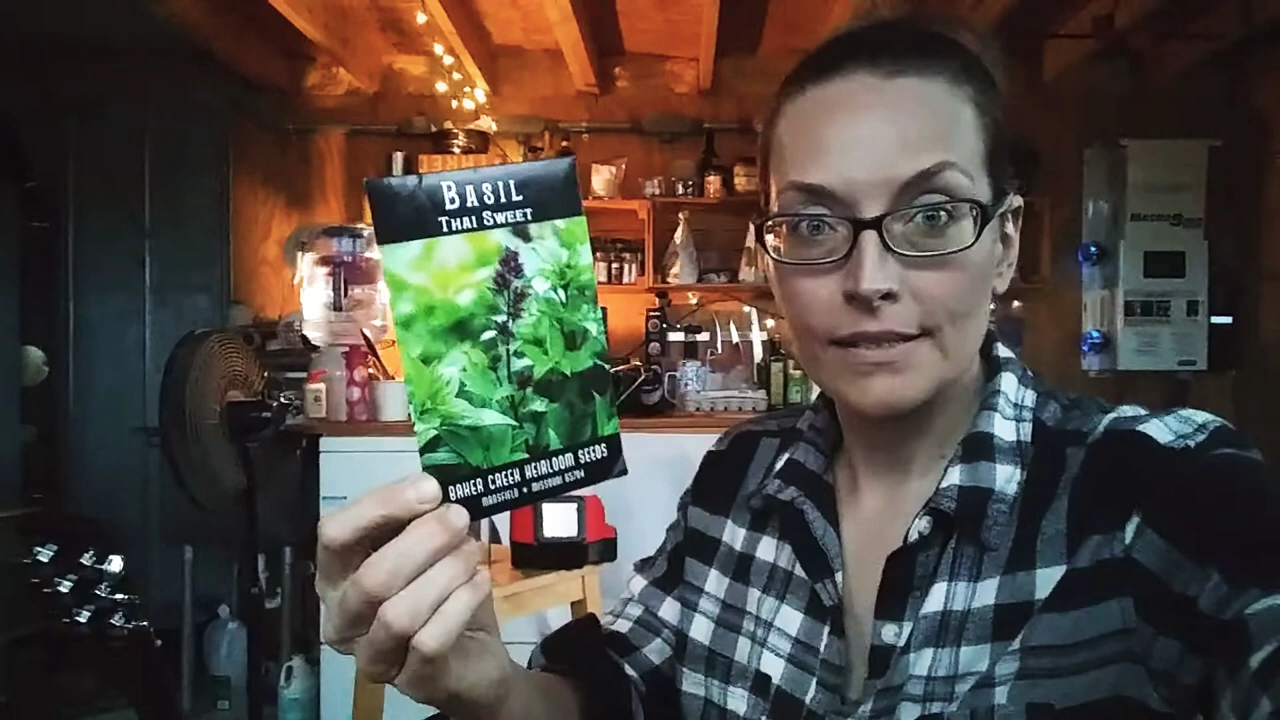 BASIL
THAI SWEET
BAKER CREEK HEIRLOOM SEEDS
MANSFIELD • MISSOURI 65704